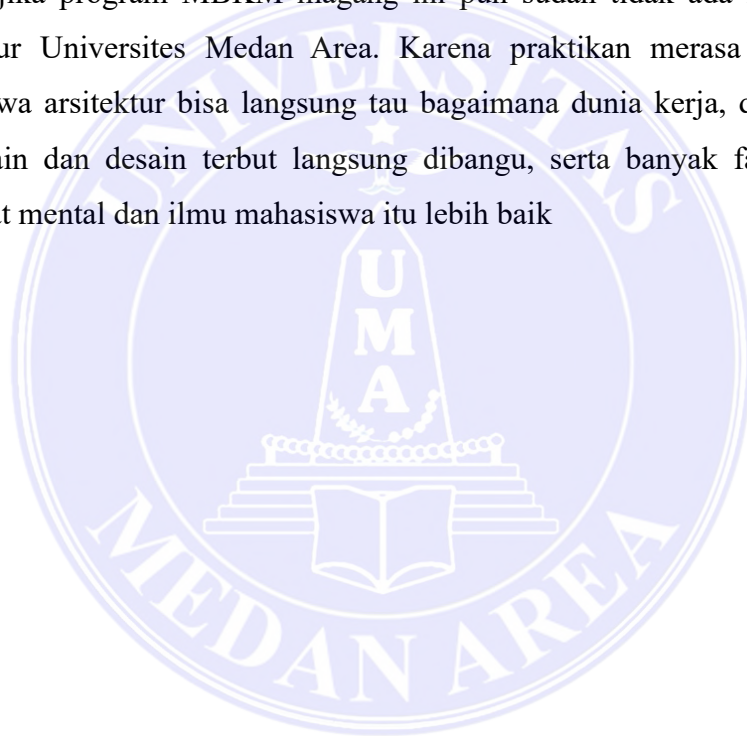 jika program MBKM magang ini pun sudah tidak ada
ur Universites Medan Area. Karena praktikan merasa
wa arsitektur bisa langsung tau bagaimana dunia kerja,
in dan desain terbut langsung dibangu, serta banyak
t mental dan ilmu mahasiswa itu lebih baik
UNIVERSITAS
UMA
MEDAN AREA